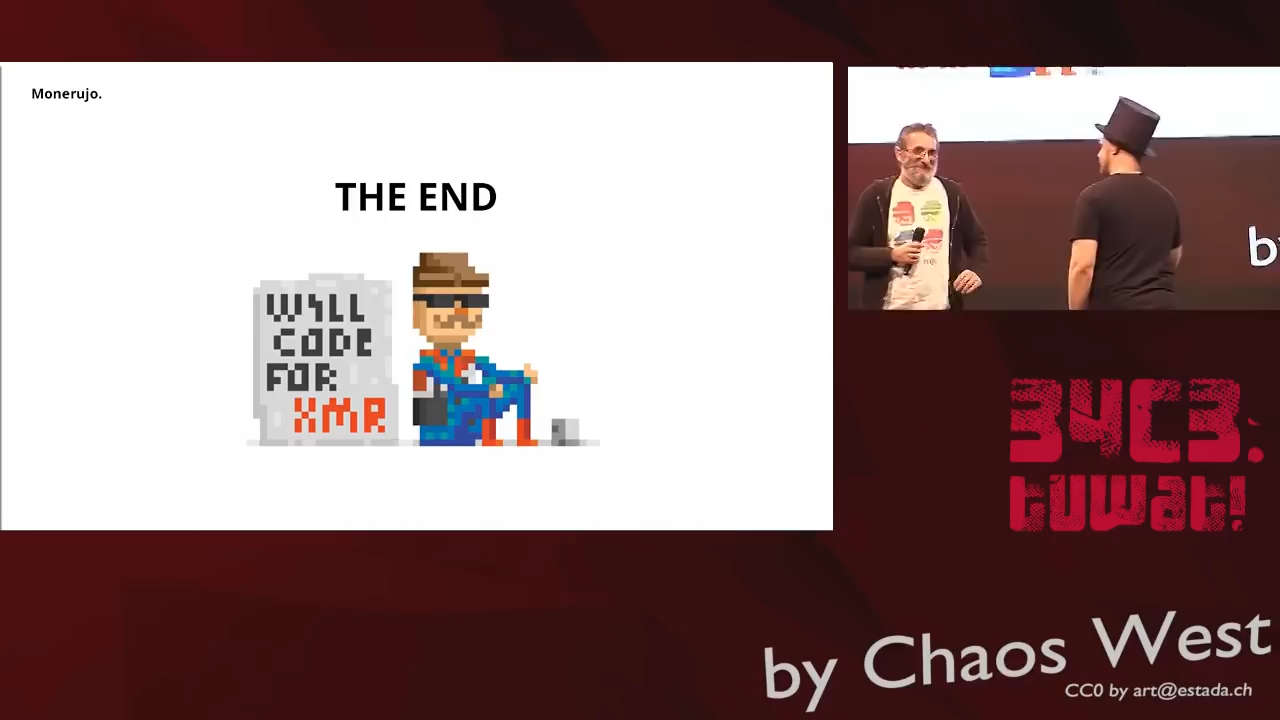 Monerujo.
THE END
WiLL
CODE
FOR
XMR
34C3.
tuwat!
by Chaos West
CC0 by art@estada.ch